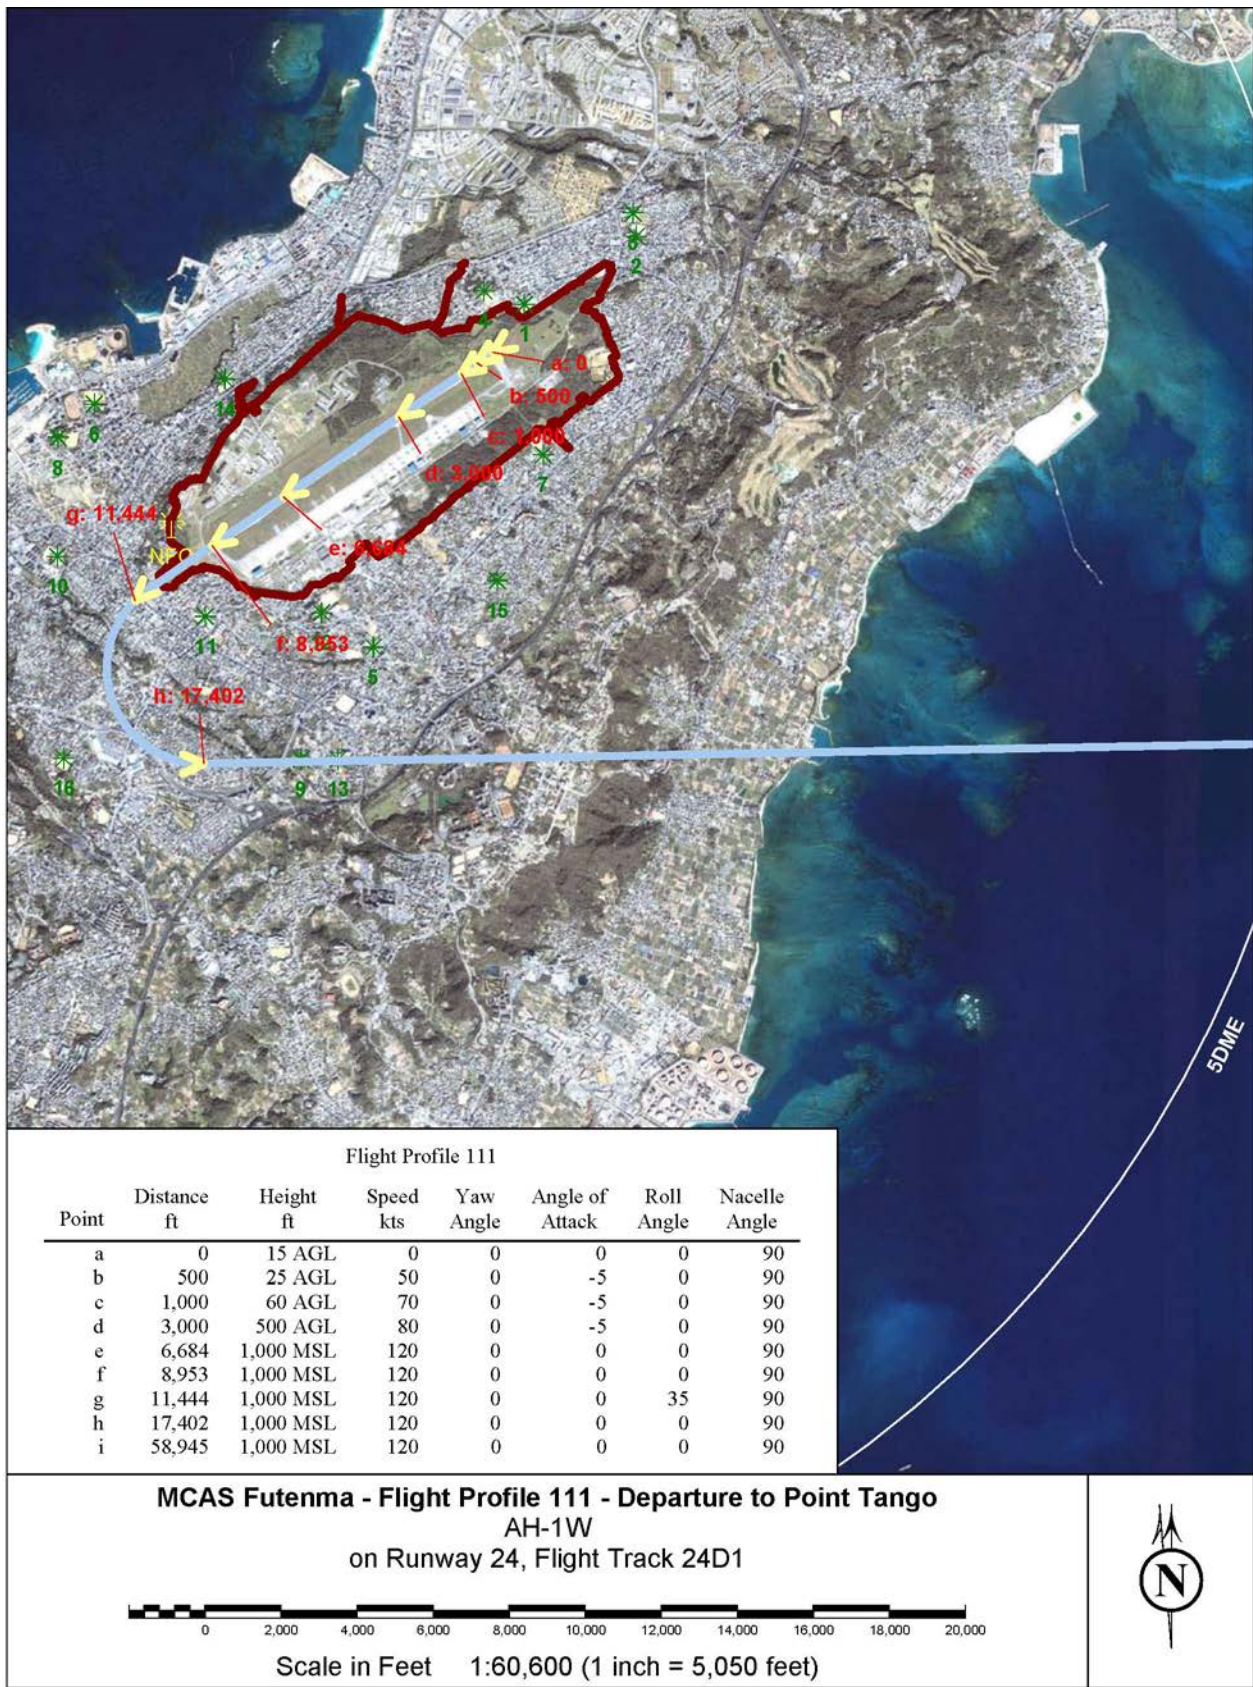 8
2
4
1
a: 0
b: 500
c: 1,000
d: 3,000
14
6
8
7
g: 11,444
NFO
e: 6,684
10
15
11
f: 8,953
5
h: 17,402
16
9
13
5DME
Flight Profile 111
Point Distance ft Height ft Speed kts Yaw Angle Angle of Attack Roll Angle Nacelle Angle
a 0 15 AGL 0 0 0 0 90
b 500 25 AGL 50 0 -5 0 90
c 1,000 60 AGL 70 0 -5 0 90
d 3,000 500 AGL 80 0 -5 0 90
e 6,684 1,000 MSL 120 0 0 0 90
f 8,953 1,000 MSL 120 0 0 0 90
g 11,444 1,000 MSL 120 0 0 35 90
h 17,402 1,000 MSL 120 0 0 0 90
i 58,945 1,000 MSL 120 0 0 0 90
MCAS Futenma - Flight Profile 111 - Departure to Point Tango
AH-1W
on Runway 24, Flight Track 24D1
0 2,000 4,000 6,000 8,000 10,000 12,000 14,000 16,000 18,000 20,000
Scale in Feet 1:60,600 (1 inch = 5,050 feet)
N